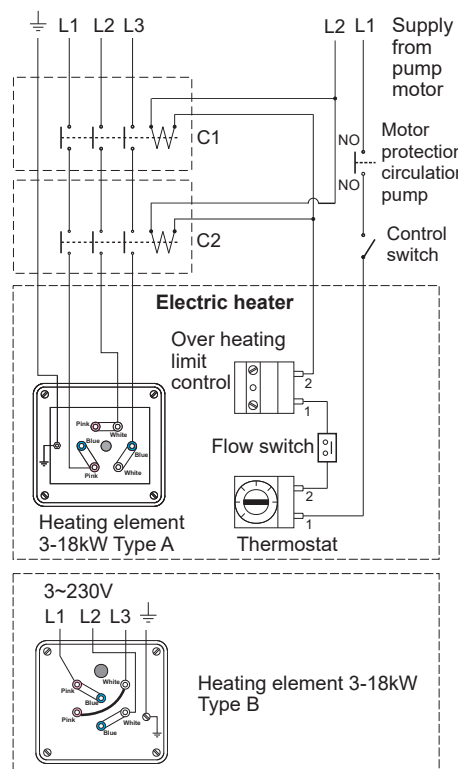 L1 L2 L3
L2 L1
Supply
from
pump
motor
C1
NO
NO
Motor
protection
circulation
pump
C2
Control
switch
Electric heater
Over heating
limit
control
2
1
Flow switch
2
1
Thermostat
Pink
White
Blue
Blue
Pink
White
Heating element
3-18kW Type A
3~230V
L1 L2 L3
Pink
White
Blue
Pink
White
Blue
Heating element 3-18kW
Type B